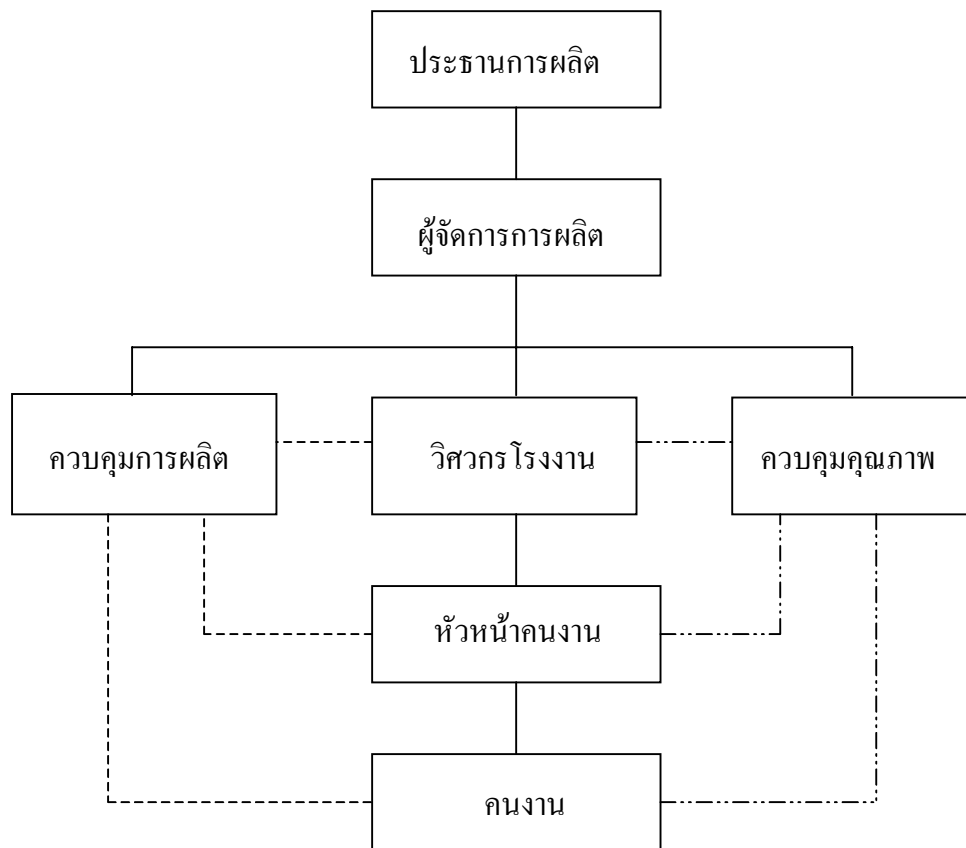 ประธานการผลิต
ผู้จัดการการผลิต
ควบคุมการผลิต
วิศวกรโรงงาน
ควบคุมคุณภาพ
หัวหน้าคนงาน
คนงาน